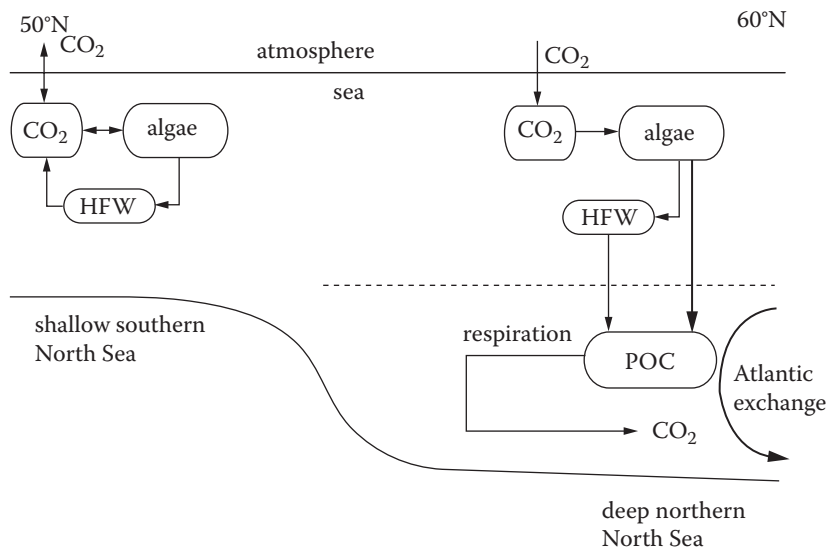 50°N
60°N
CO₂
atmosphere
CO₂
sea
CO₂
algae
CO₂
algae
HFW
HFW
shallow southern
North Sea
respiration
POC
Atlantic
exchange
CO₂
deep northern
North Sea